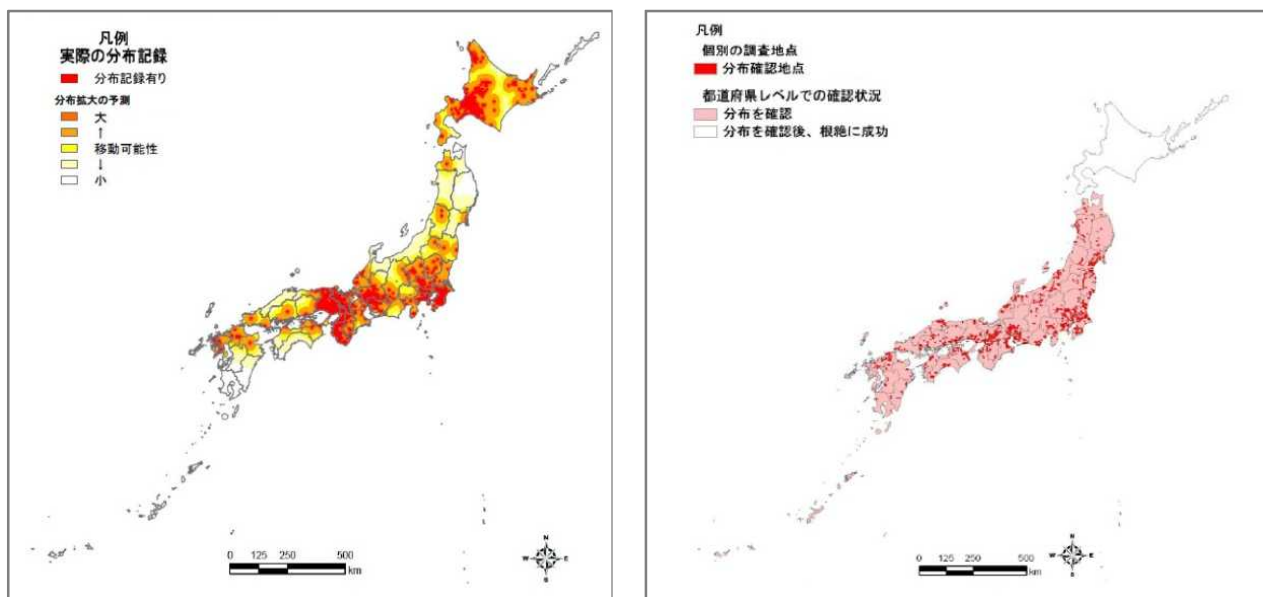 凡例
実際の分布記録
分布記録有り
分布拡大の予測
大
↑
移動可能性
↓
小
0 125 250 500
km
N
W E
S
凡例
個別の調査地点
分布確認地点
都道府県レベルでの確認状況
分布を確認
分布を確認後、根絶に成功
0 125 250 500
km
N
W E
S